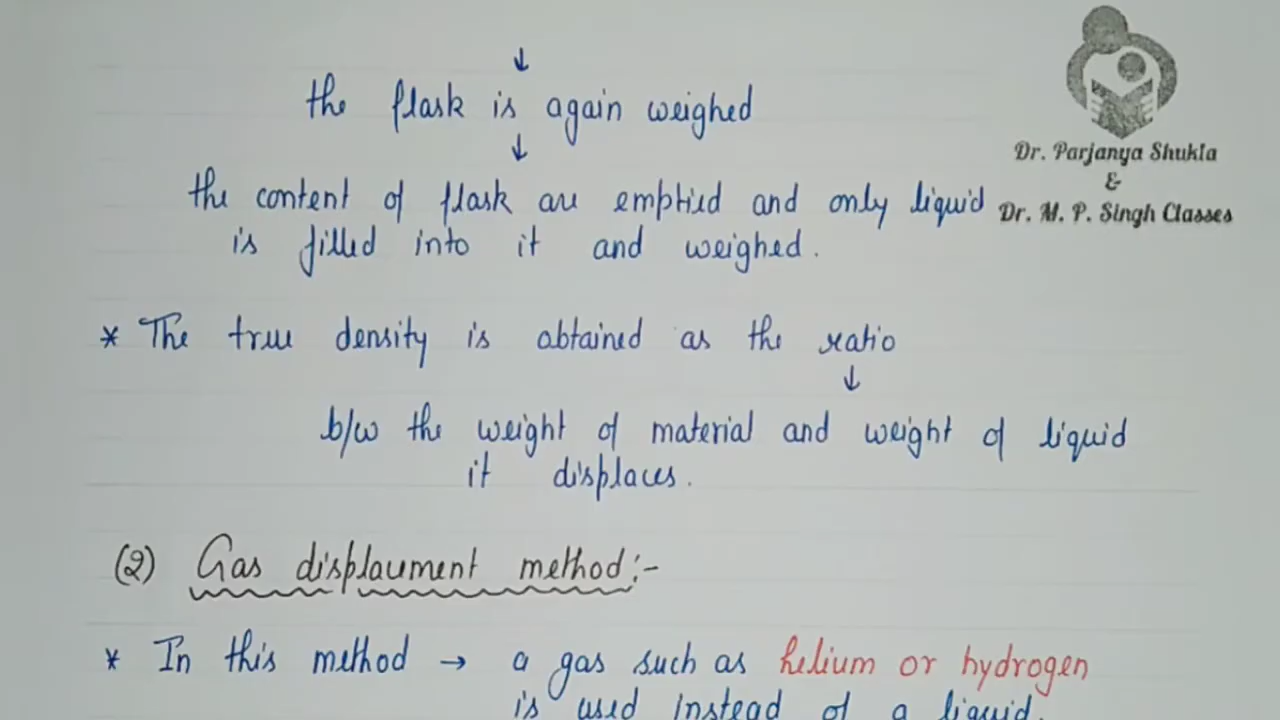 ↓
the flask is again weighed
↓
the content of flask are emptied and only liquid
is filled into it and weighed.
* The true density is obtained as the ratio
↓
b/w the weight of material and weight of liquid
it displaces.
(2) Gas displacement method:-
* In this method → a gas such as helium or hydrogen
is used instead of a liquid.
Dr. Parjanya Shukla
&
Dr. M. P. Singh Classes